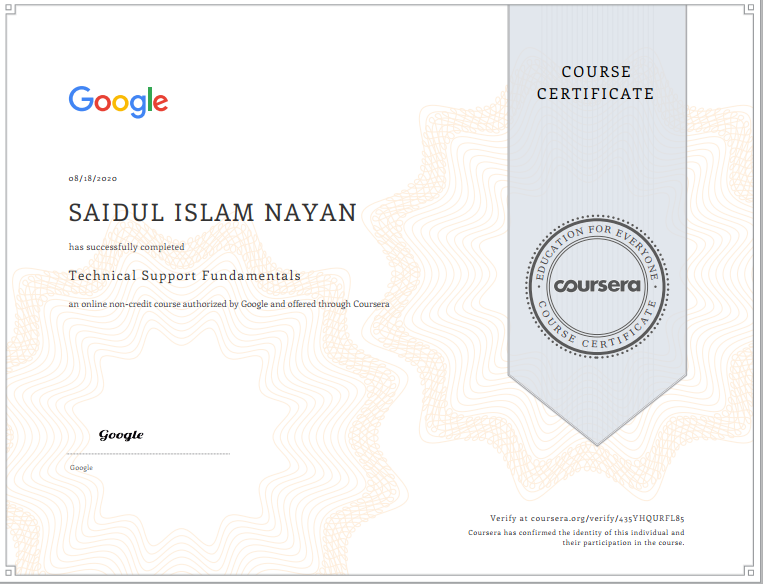 Google
08/18/2020
SAIDUL ISLAM NAYAN
has successfully completed
Technical Support Fundamentals
an online non-credit course authorized by Google and offered through Coursera
Google
Google
COURSE
CERTIFICATE
EDUCATION FOR EVERYONE
coursera
COURSE CERTIFICATE
Verify at coursera.org/verify/435YHQURFL85
Coursera has confirmed the identity of this individual and
their participation in the course.